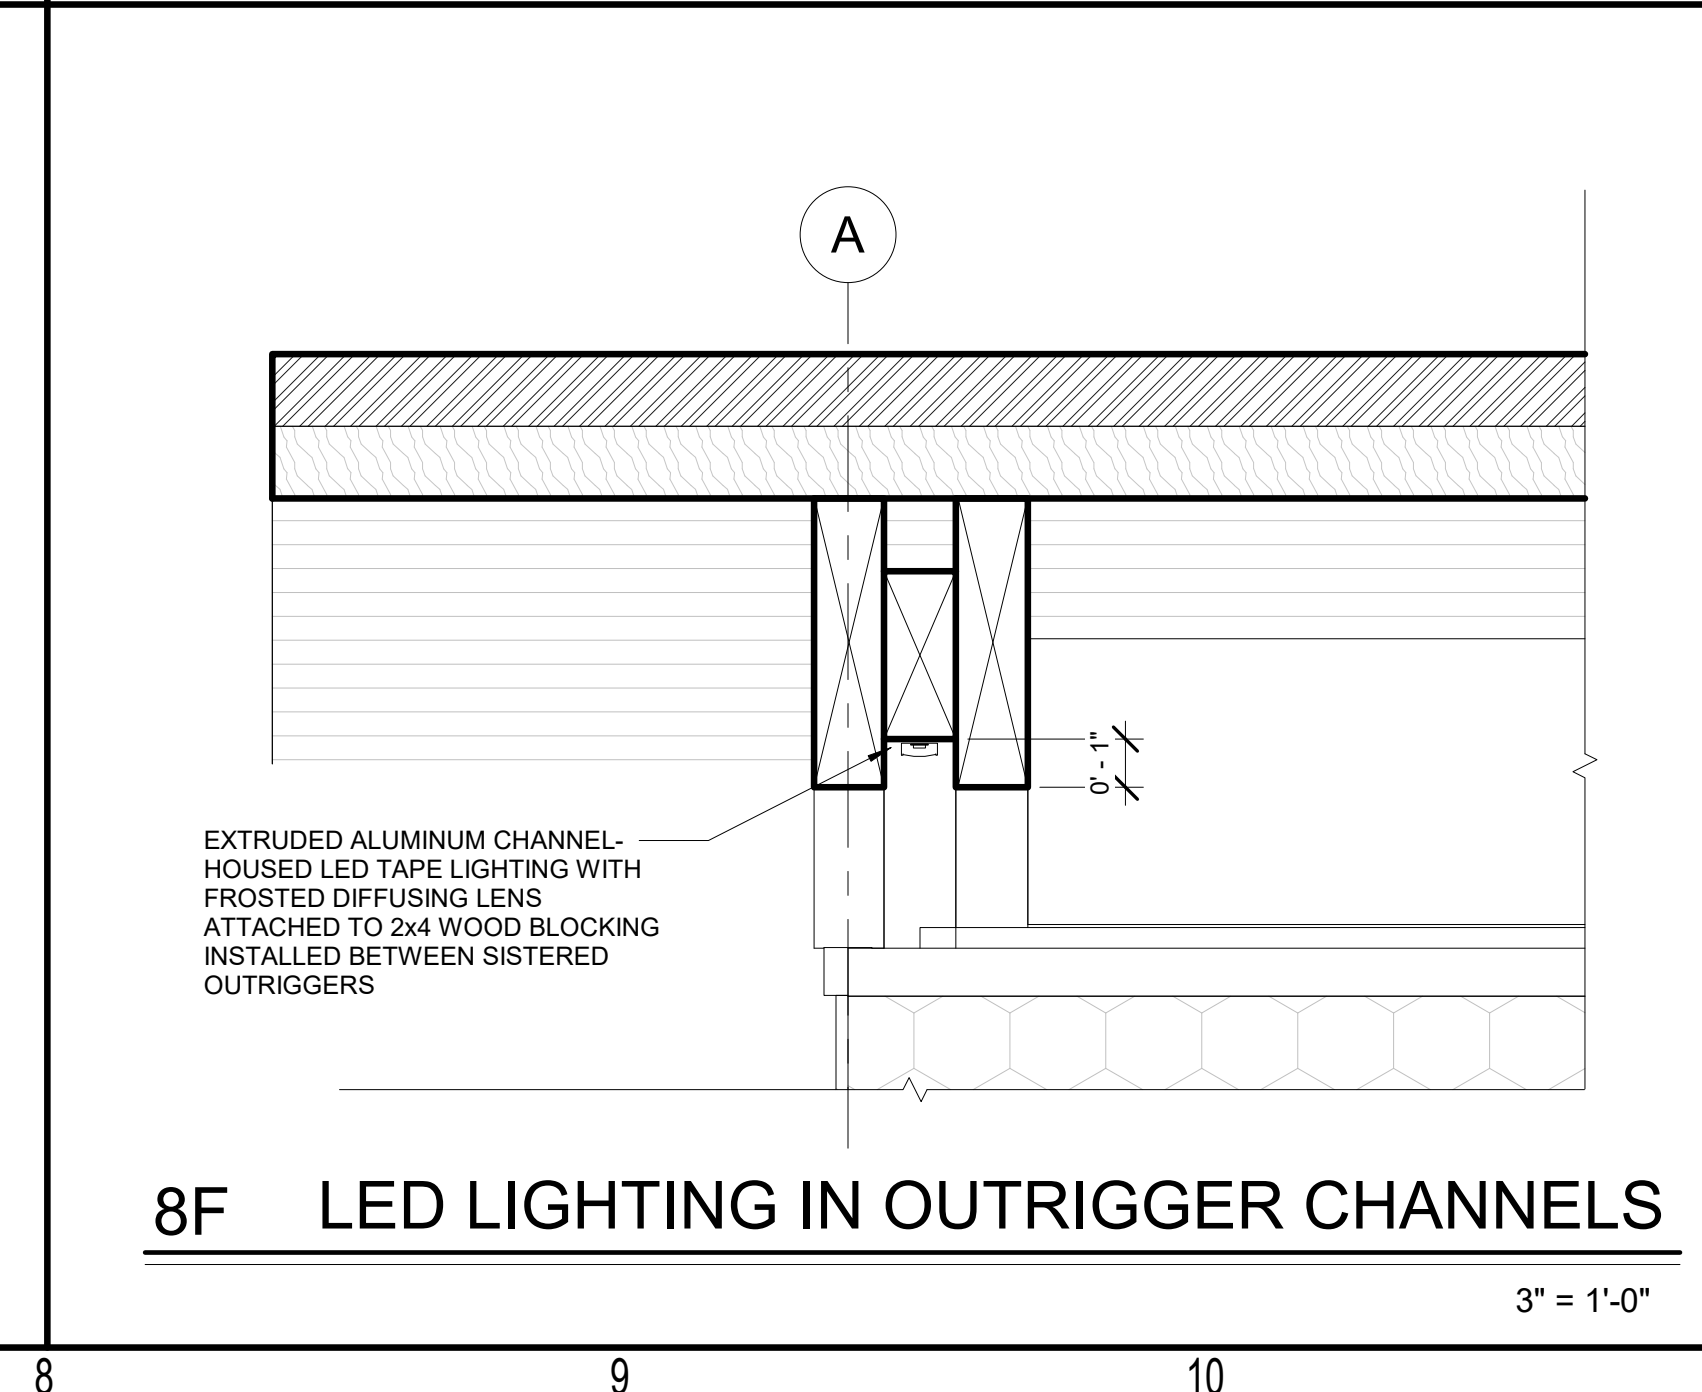 A
0' - 1"
EXTRUDED ALUMINUM CHANNEL-
HOUSED LED TAPE LIGHTING WITH
FROSTED DIFFUSING LENS
ATTACHED TO 2x4 WOOD BLOCKING
INSTALLED BETWEEN SISTERED
OUTRIGGERS
8F LED LIGHTING IN OUTRIGGER CHANNELS
3" = 1'-0"
8 9 10